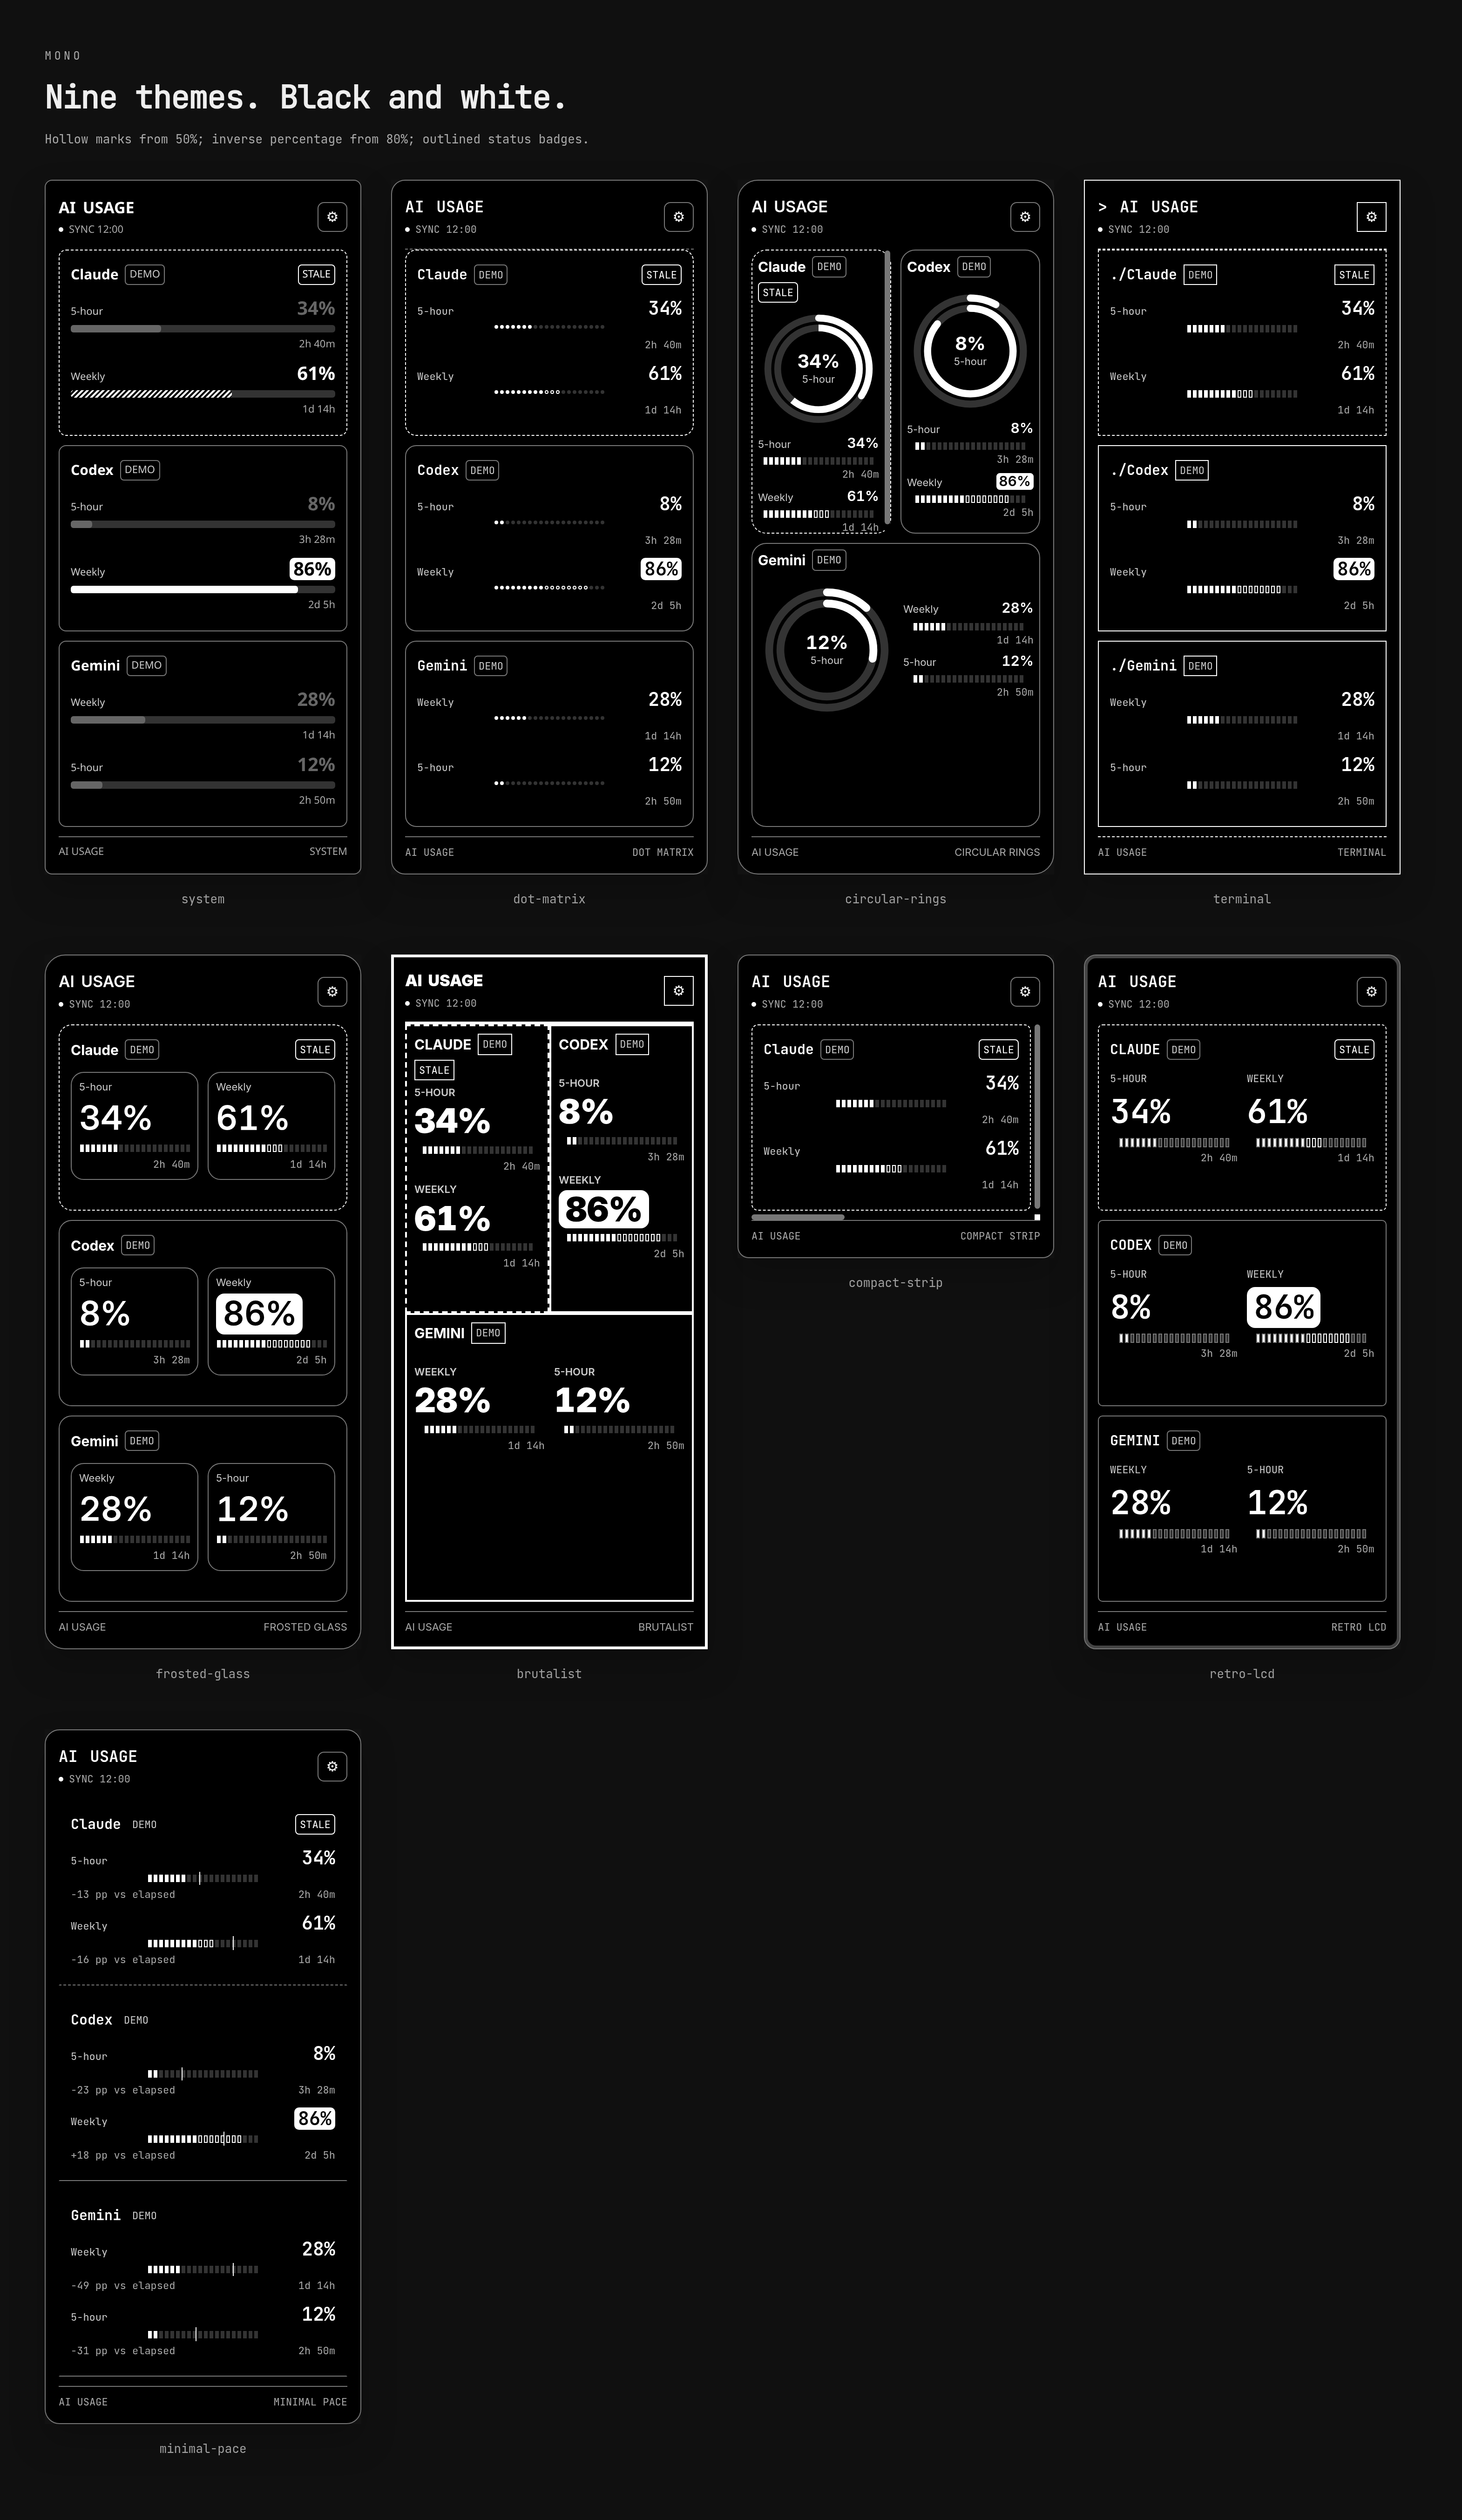 MONO
Nine themes. Black and white.
Hollow marks from 50%; inverse percentage from 80%; outlined status badges.
AI USAGE
SYNC 12:00
Claude DEMO STALE
5-hour 34%
2h 40m
Weekly 61%
1d 14h
Codex DEMO
5-hour 8%
3h 28m
Weekly 86%
2d 5h
Gemini DEMO
Weekly 28%
1d 14h
5-hour 12%
2h 50m
AI USAGE SYSTEM
system
AI USAGE
SYNC 12:00
Claude DEMO STALE
5-hour 34%
2h 40m
Weekly 61%
1d 14h
Codex DEMO
5-hour 8%
3h 28m
Weekly 86%
2d 5h
Gemini DEMO
Weekly 28%
1d 14h
5-hour 12%
2h 50m
AI USAGE DOT MATRIX
dot-matrix
AI USAGE
SYNC 12:00
Claude DEMO
STALE
34%
5-hour
5-hour 34%
2h 40m
Weekly 61%
1d 14h
Codex DEMO
8%
5-hour
5-hour 8%
3h 28m
Weekly 86%
2d 5h
Gemini DEMO
12%
5-hour
Weekly 28%
1d 14h
5-hour 12%
2h 50m
AI USAGE CIRCULAR RINGS
circular-rings
> AI USAGE
SYNC 12:00
./Claude DEMO STALE
5-hour 34%
2h 40m
Weekly 61%
1d 14h
./Codex DEMO
5-hour 8%
3h 28m
Weekly 86%
2d 5h
./Gemini DEMO
Weekly 28%
1d 14h
5-hour 12%
2h 50m
AI USAGE TERMINAL
terminal
AI USAGE
SYNC 12:00
Claude DEMO STALE
5-hour Weekly
34% 61%
2h 40m 1d 14h
Codex DEMO
5-hour Weekly
8% 86%
3h 28m 2d 5h
Gemini DEMO
Weekly 5-hour
28% 12%
1d 14h 2h 50m
AI USAGE FROSTED GLASS
frosted-glass
AI USAGE
SYNC 12:00
CLAUDE DEMO
STALE
5-HOUR
34%
2h 40m
WEEKLY
61%
1d 14h
CODEX DEMO
5-HOUR
8%
3h 28m
WEEKLY
86%
2d 5h
GEMINI DEMO
WEEKLY 5-HOUR
28% 12%
1d 14h 2h 50m
AI USAGE BRUTALIST
brutalist
AI USAGE
SYNC 12:00
Claude DEMO STALE
5-hour 34%
2h 40m
Weekly 61%
1d 14h
AI USAGE COMPACT STRIP
compact-strip
AI USAGE
SYNC 12:00
CLAUDE DEMO STALE
5-HOUR WEEKLY
34% 61%
2h 40m 1d 14h
CODEX DEMO
5-HOUR WEEKLY
8% 86%
3h 28m 2d 5h
GEMINI DEMO
WEEKLY 5-HOUR
28% 12%
1d 14h 2h 50m
AI USAGE RETRO LCD
retro-lcd
AI USAGE
SYNC 12:00
Claude DEMO STALE
5-hour 34%
-13 pp vs elapsed 2h 40m
Weekly 61%
-16 pp vs elapsed 1d 14h
Codex DEMO
5-hour 8%
-23 pp vs elapsed 3h 28m
Weekly 86%
+18 pp vs elapsed 2d 5h
Gemini DEMO
Weekly 28%
-49 pp vs elapsed 1d 14h
5-hour 12%
-31 pp vs elapsed 2h 50m
AI USAGE MINIMAL PACE
minimal-pace